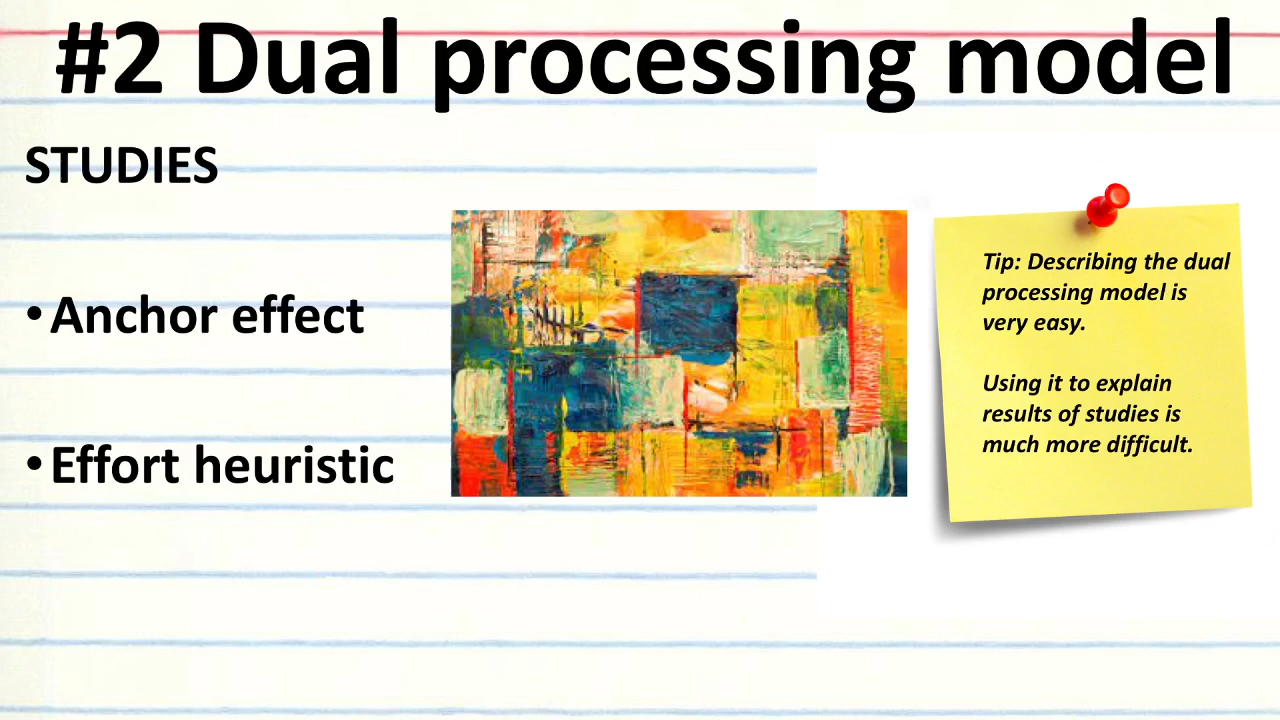 #2 Dual processing model
STUDIES
•Anchor effect
•Effort heuristic
Tip: Describing the dual
processing model is
very easy.
Using it to explain
results of studies is
much more difficult.